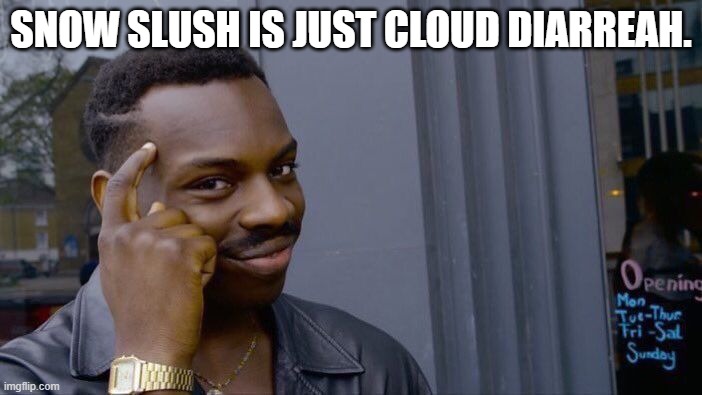 SNOW SLUSH IS JUST CLOUD DIARREAH.
Opening
Mon
Tue-Thur
Fri-Sat
Sunday
imgflip.com